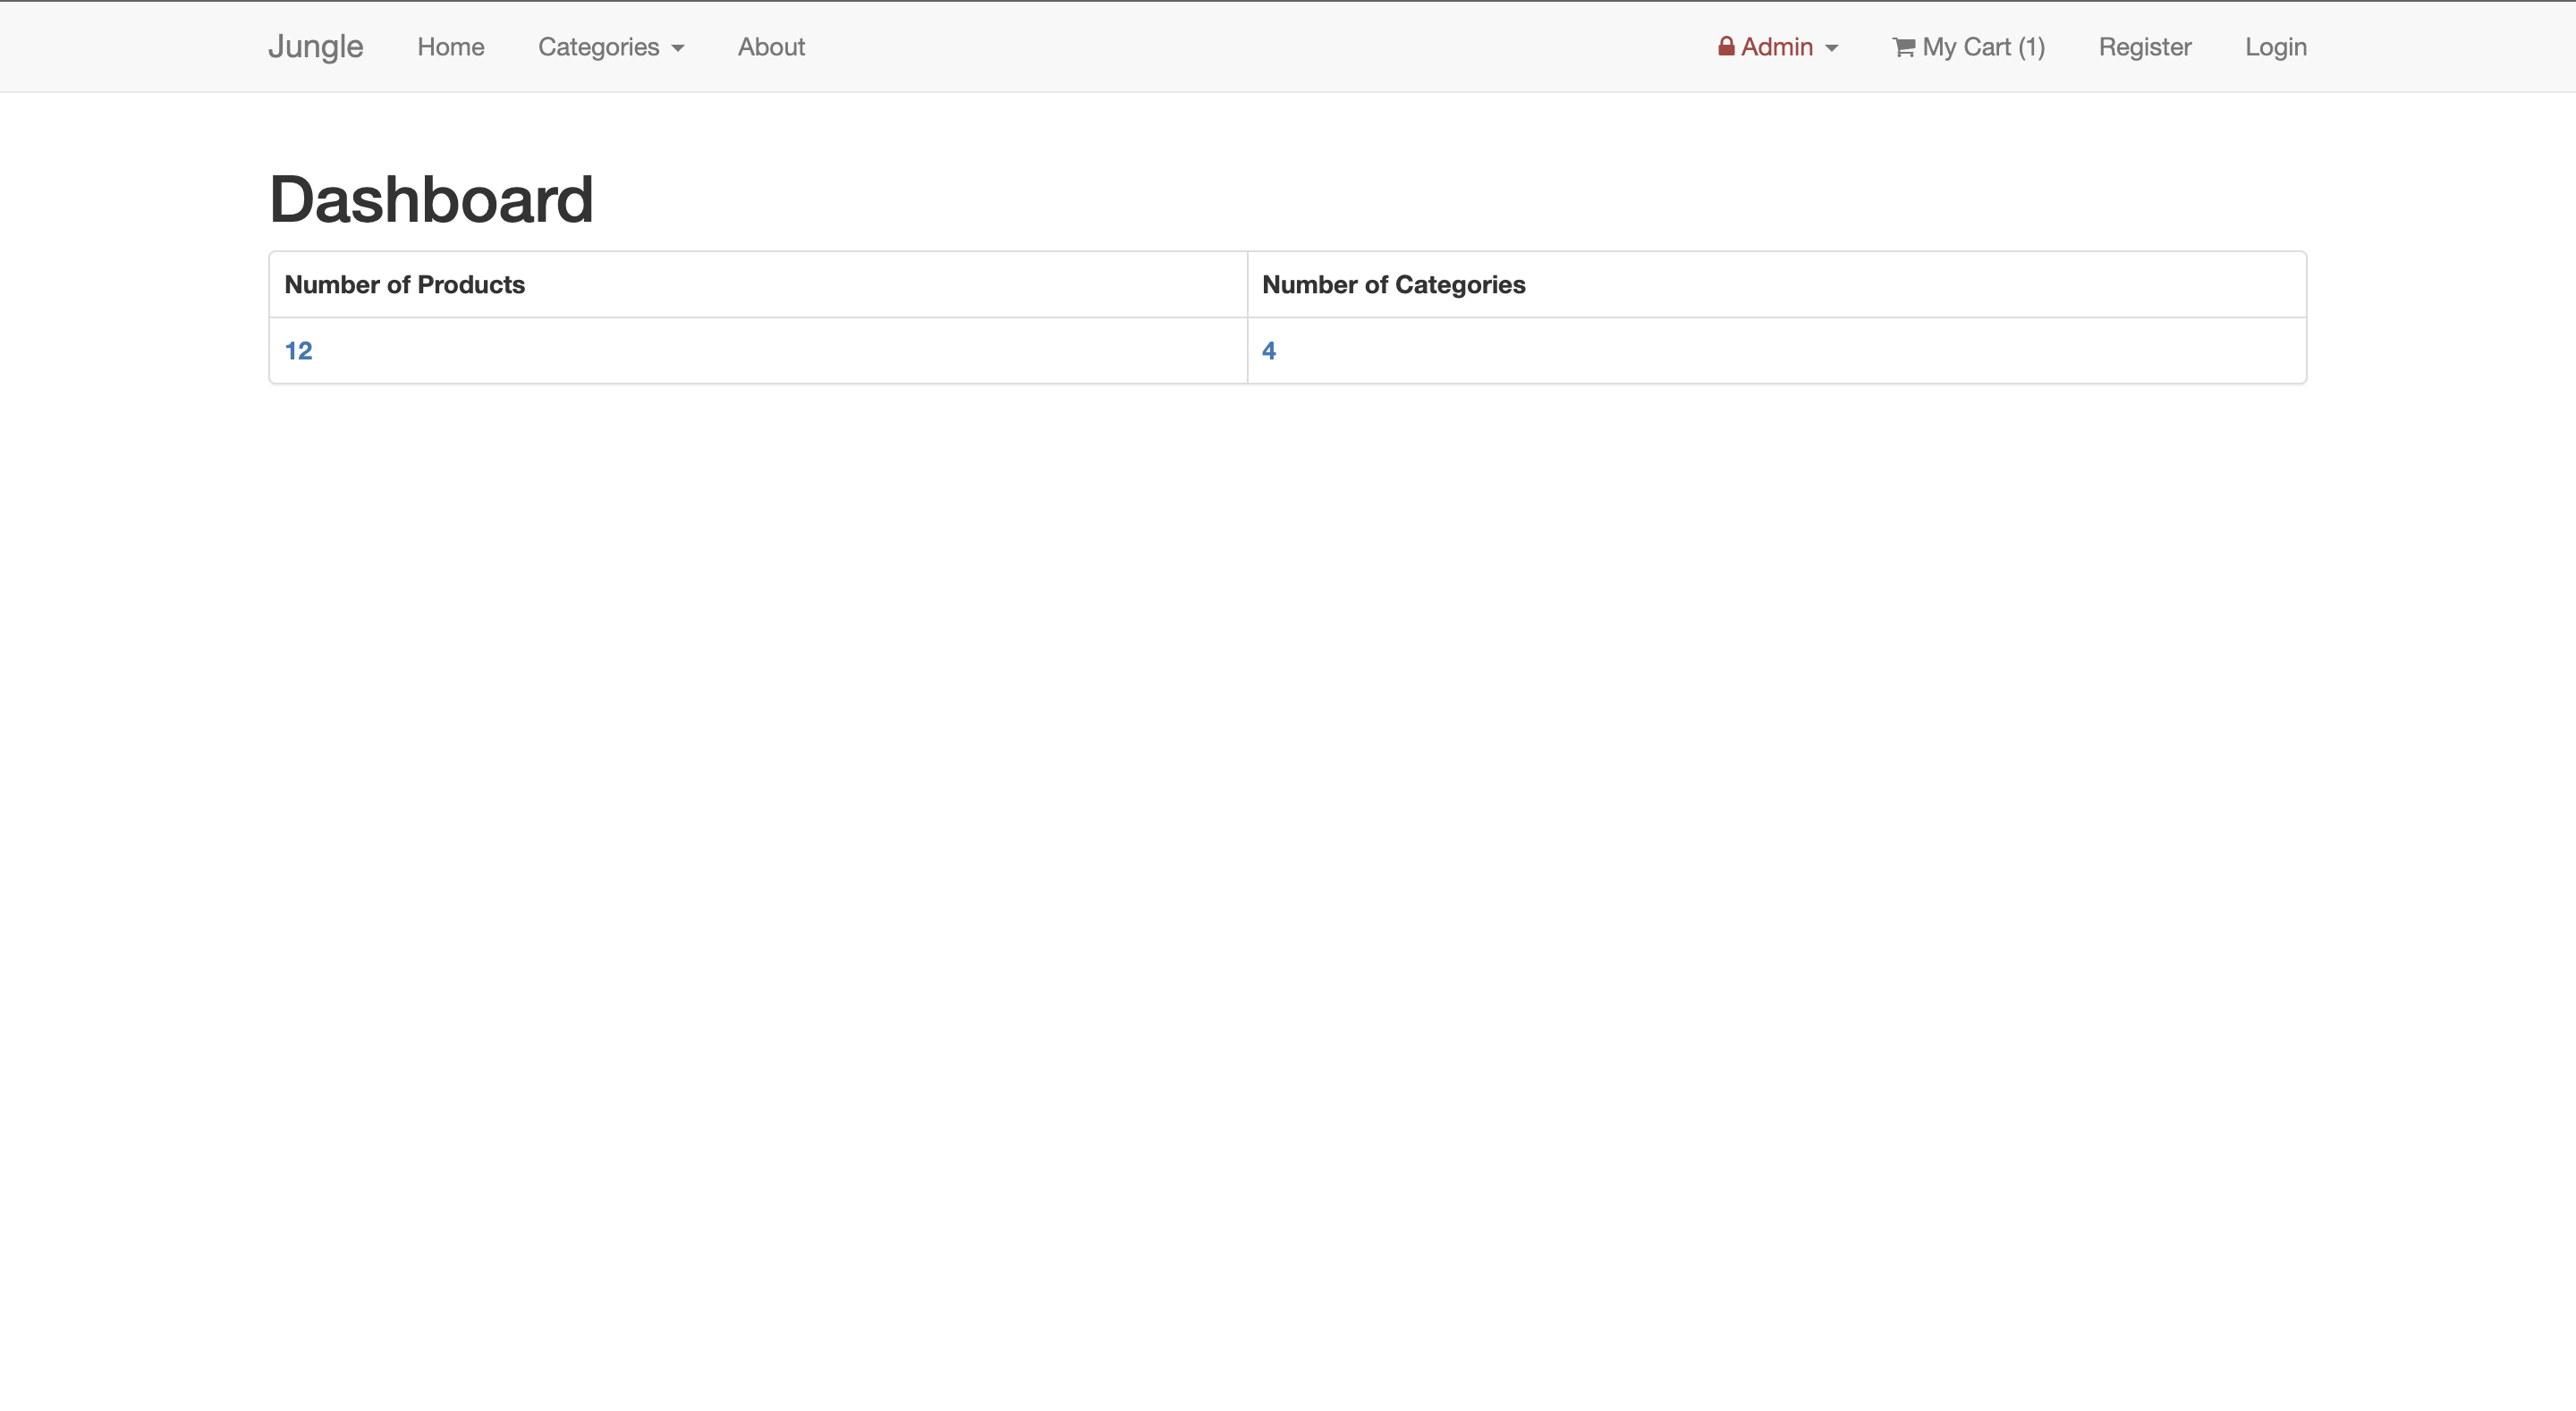 Jungle Home Categories About Admin My Cart (1) Register Login
Dashboard
Number of Products Number of Categories
12 4